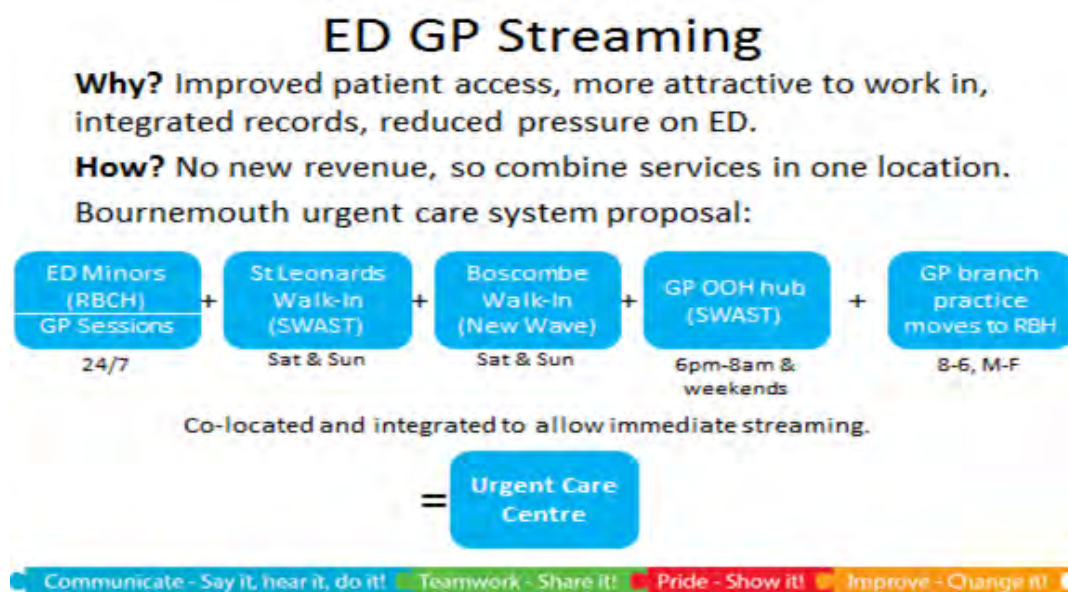 ED GP Streaming
Why? Improved patient access, more attractive to work in,
integrated records, reduced pressure on ED.
How? No new revenue, so combine services in one location.
Bournemouth urgent care system proposal:
ED Minors
(RBCH)
GP Sessions
24/7
+
St Leonards
Walk-In
(SWAST)
Sat & Sun
+
Boscombe
Walk-In
(New Wave)
Sat & Sun
+
GP OOH hub
(SWAST)
6pm-8am &
weekends
+
GP branch
practice
moves to RBH
8-6, M-F
Co-located and integrated to allow immediate streaming.
=
Urgent Care
Centre
Communicate - Say it, hear it, do it!
Teamwork - Share it!
Pride - Show it!
Improve - Change it!